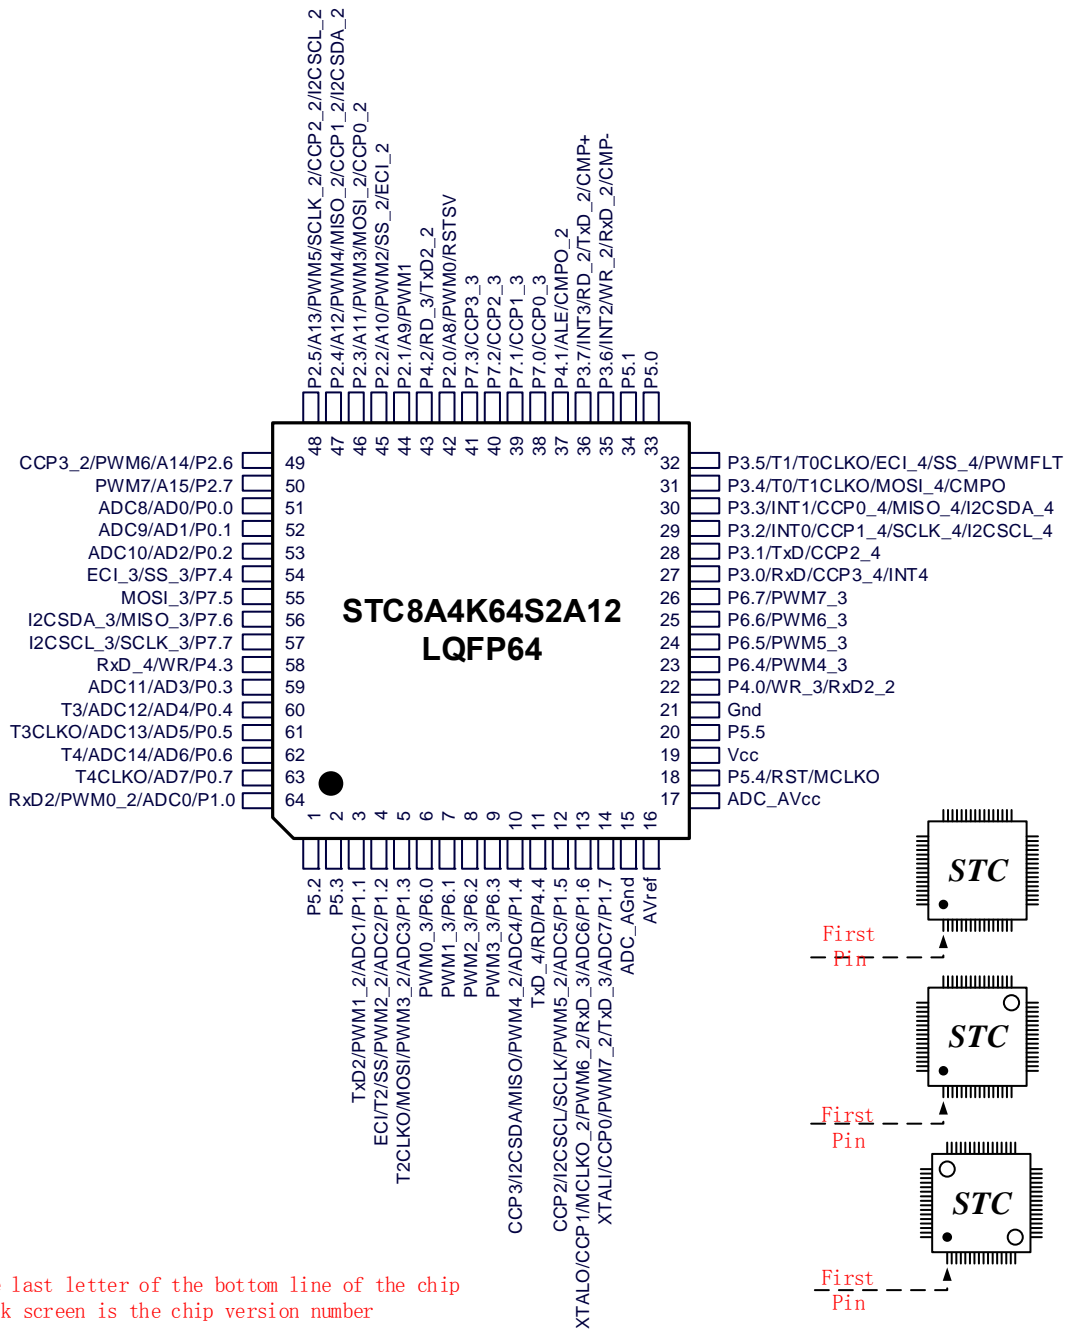 P2.5/A13/PWM5/SCLK_2/CCP2_2/I2CSCL_2
P2.4/A12/PWM4/MISO_2/CCP1_2/I2CSDA_2
P2.3/A11/PWM3/MOSI_2/CCP0_2
P2.2/A10/PWM2/SS_2/ECI_2
P2.1/A9/PWM1
P4.2/RD_3/TxD2_2
P2.0/A8/PWM0/RSTSV
P7.3/CCP3_3
P7.2/CCP2_3
P7.1/CCP1_3
P7.0/CCP0_3
P4.1/ALE/CMPO_2
P3.7/INT3/RD_2/TxD_2/CMP+
P3.6/INT2/WR_2/RxD_2/CMP-
P5.1
P5.0
48 47 46 45 44 43 42 41 40 39 38 37 36 35 34 33
CCP3_2/PWM6/A14/P2.6 49
PWM7/A15/P2.7 50
ADC8/AD0/P0.0 51
ADC9/AD1/P0.1 52
ADC10/AD2/P0.2 53
ECI_3/SS_3/P7.4 54
MOSI_3/P7.5 55
I2CSDA_3/MISO_3/P7.6 56
I2CSCL_3/SCLK_3/P7.7 57
RxD_4/WR/P4.3 58
ADC11/AD3/P0.3 59
T3/ADC12/AD4/P0.4 60
T3CLKO/ADC13/AD5/P0.5 61
T4/ADC14/AD6/P0.6 62
T4CLKO/AD7/P0.7 63
RxD2/PWM0_2/ADC0/P1.0 64
STC8A4K64S2A12
LQFP64
32 P3.5/T1/T0CLKO/ECI_4/SS_4/PWMFLT
31 P3.4/T0/T1CLKO/MOSI_4/CMPO
30 P3.3/INT1/CCP0_4/MISO_4/I2CSDA_4
29 P3.2/INT0/CCP1_4/SCLK_4/I2CSCL_4
28 P3.1/TxD/CCP2_4
27 P3.0/RxD/CCP3_4/INT4
26 P6.7/PWM7_3
25 P6.6/PWM6_3
24 P6.5/PWM5_3
23 P6.4/PWM4_3
22 P4.0/WR_3/RxD2_2
21 Gnd
20 P5.5
19 Vcc
18 P5.4/RST/MCLKO
17 ADC_AVcc
1 2 3 4 5 6 7 8 9 10 11 12 13 14 15 16
P5.2
P5.3
TxD2/PWM1_2/ADC1/P1.1
ECI/T2/SS/PWM2_2/ADC2/P1.2
T2CLKO/MOSI/PWM3_2/ADC3/P1.3
PWM0_3/P6.0
PWM1_3/P6.1
PWM2_3/P6.2
PWM3_3/P6.3
CCP3/I2CSDA/MISO/PWM4_2/ADC4/P1.4
TxD_4/RD/P4.4
CCP2/I2CSCL/SCLK/PWM5_2/ADC5/P1.5
XTALO/CCP1/MCLKO_2/PWM6_2/RxD_3/ADC6/P1.6
XTALI/CCP0/PWM7_2/TxD_3/ADC7/P1.7
ADC_AGnd
AVref
STC
First
Pin
STC
First
Pin
STC
First
Pin
last letter of the bottom line of the chip
screen is the chip version number